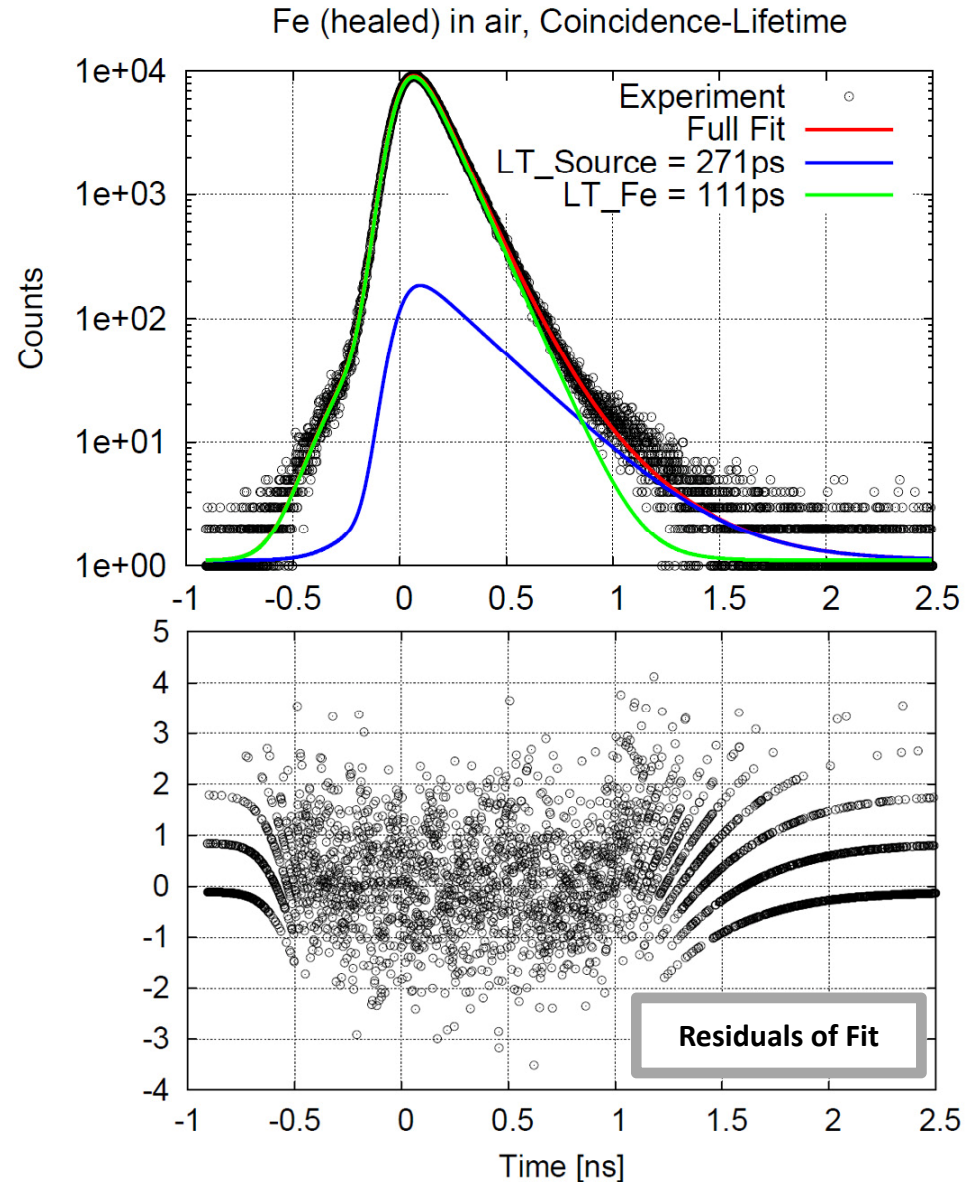 Fe (healed) in air, Coincidence-Lifetime
1e+04
1e+03
1e+02
1e+01
1e+00
Counts
Experiment
Full Fit
LT_Source = 271ps
LT_Fe = 111ps
-1 -0.5 0 0.5 1 1.5 2 2.5
5
4
3
2
1
0
-1
-2
-3
-4
Residuals of Fit
-1 -0.5 0 0.5 1 1.5 2 2.5
Time [ns]